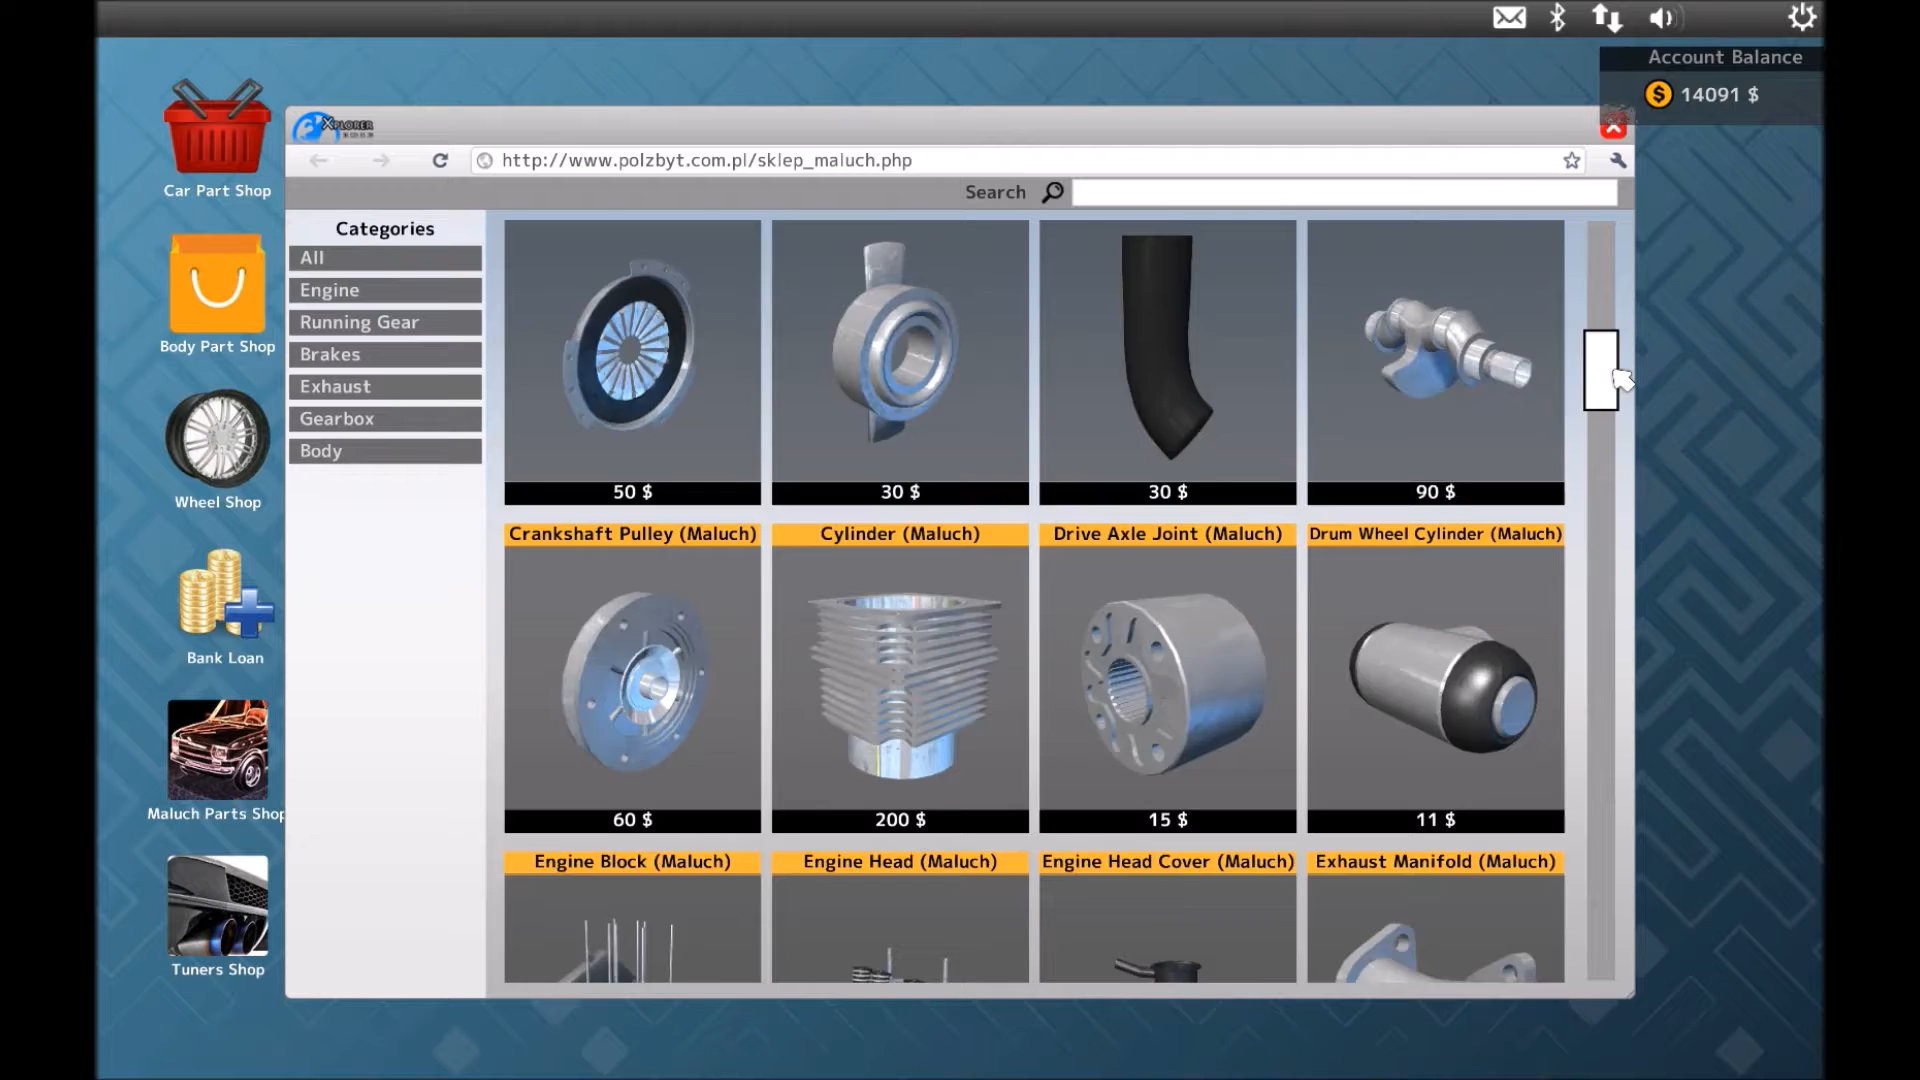 Account Balance
14091 $
XPLORER
http://www.polzbyt.com.pl/sklep_maluch.php
Search
Car Part Shop
Body Part Shop
Wheel Shop
Bank Loan
Maluch Parts Shop
Tuners Shop
Categories
All
Engine
Running Gear
Brakes
Exhaust
Gearbox
Body
50 $
30 $
30 $
90 $
Crankshaft Pulley (Maluch)
Cylinder (Maluch)
Drive Axle Joint (Maluch)
Drum Wheel Cylinder (Maluch)
60 $
200 $
15 $
11 $
Engine Block (Maluch)
Engine Head (Maluch)
Engine Head Cover (Maluch)
Exhaust Manifold (Maluch)